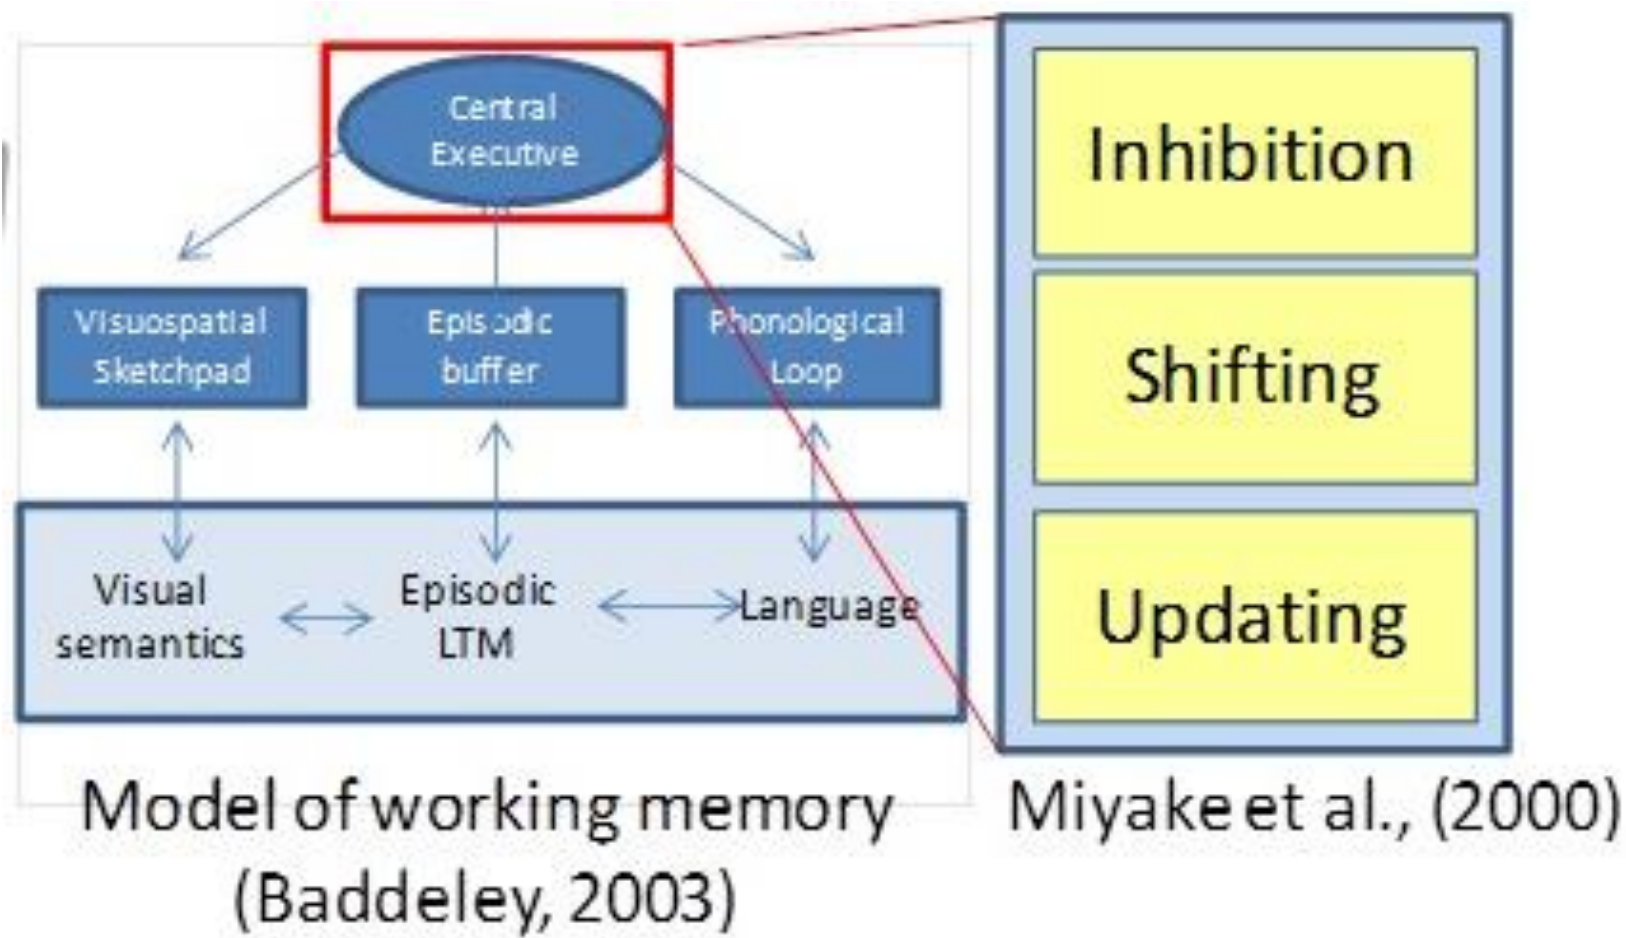 Central
Executive
Visuospatial
Sketchpad
Episodic
buffer
Phonological
Loop
Visual
semantics
Episodic
LTM
Language
Model of working memory
(Baddeley, 2003)
Inhibition
Shifting
Updating
Miyake et al., (2000)